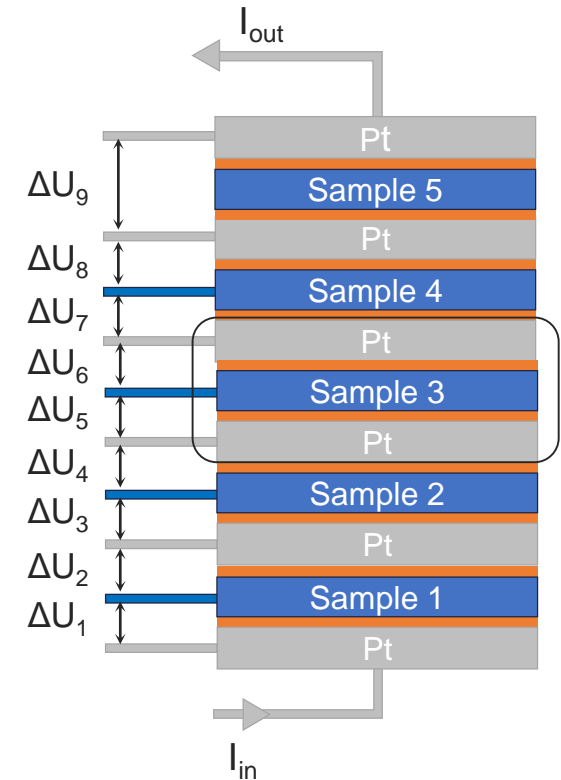 I_out
Pt
Sample 5
ΔU_9
Pt
ΔU_8
Sample 4
ΔU_7
Pt
ΔU_6
Sample 3
ΔU_5
Pt
ΔU_4
Sample 2
ΔU_3
Pt
ΔU_2
Sample 1
ΔU_1
Pt
I_in